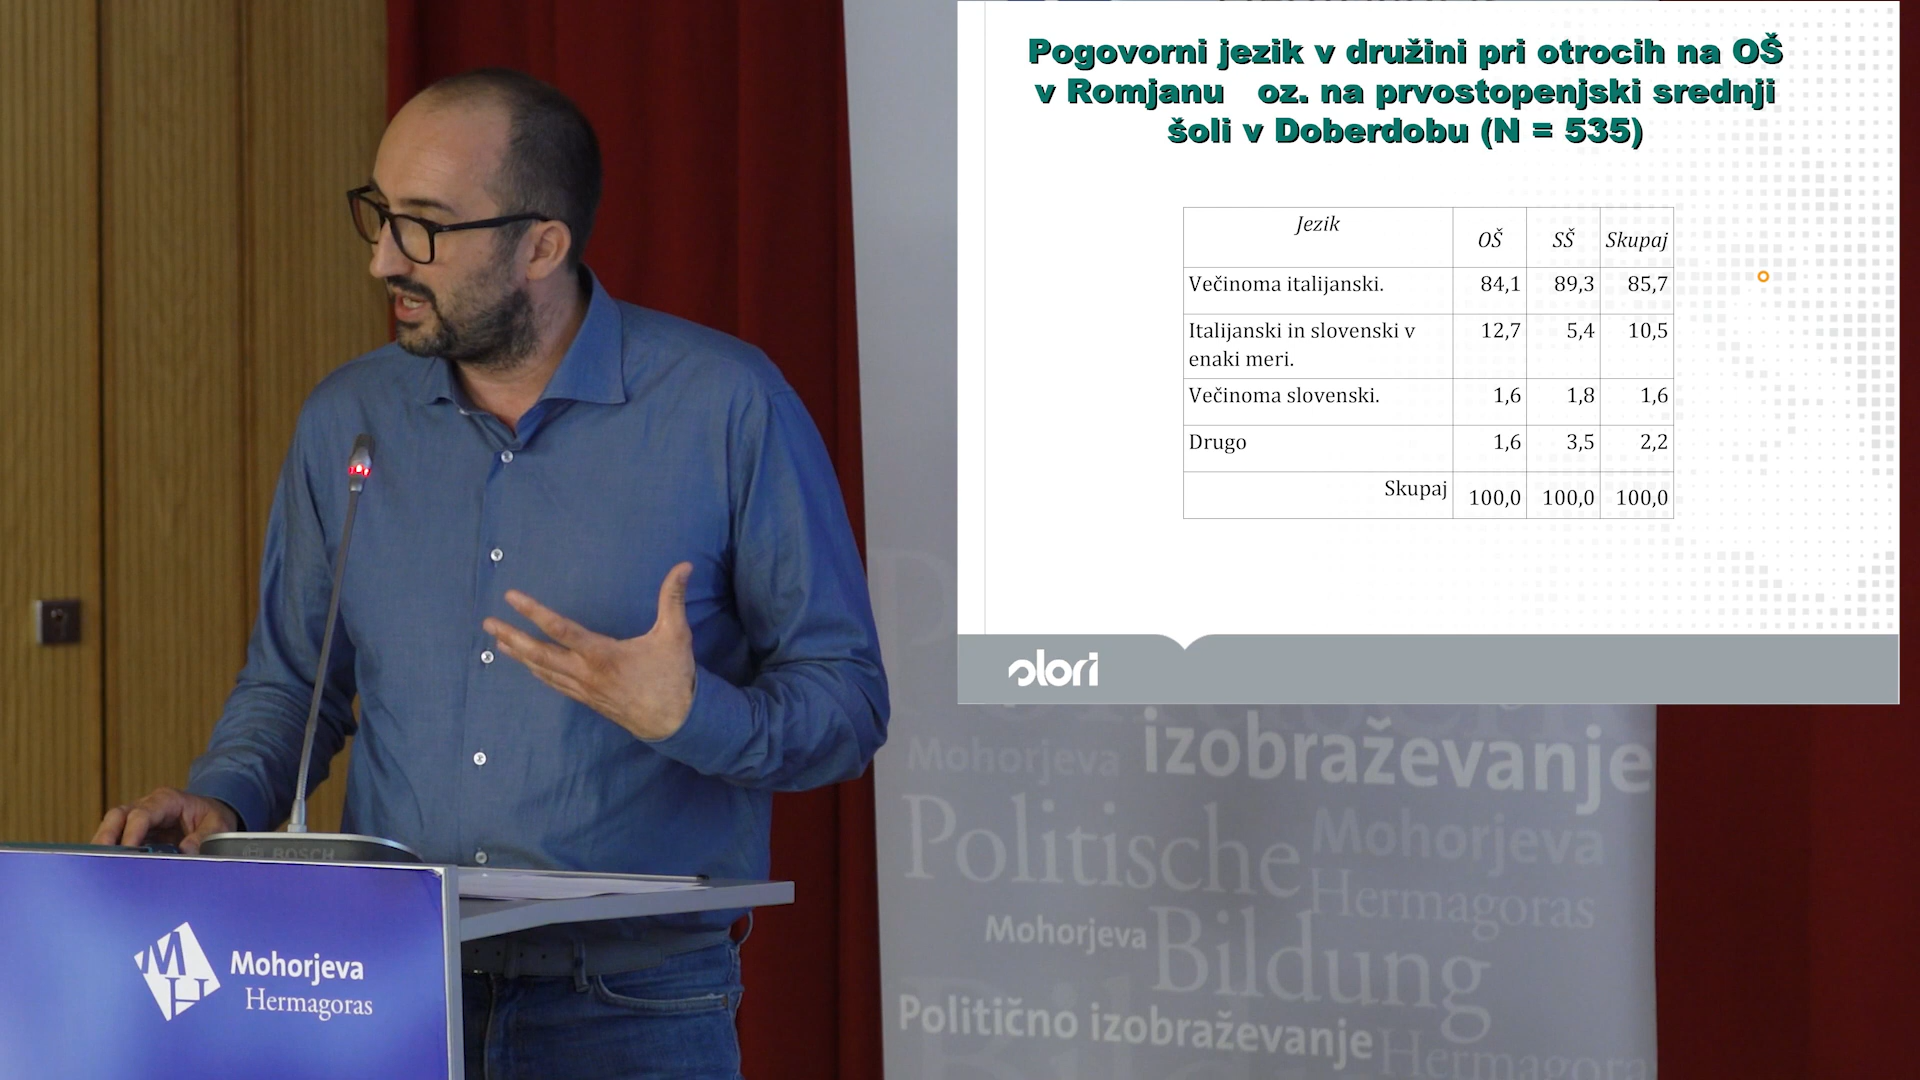 Pogovorni jezik v družini pri otrocih na OŠ
v Romjanu oz. na prvostopenjski srednji
šoli v Doberdobu (N = 535)
Jezik OŠ SŠ Skupaj
Večinoma italijanski. 84,1 89,3 85,7
Italijanski in slovenski v 12,7 5,4 10,5
enaki meri.
Večinoma slovenski. 1,6 1,8 1,6
Drugo 1,6 3,5 2,2
Skupaj 100,0 100,0 100,0
slori
Mohorjeva izobraževanje
Politische Mohorjeva
Hermagoras
Mohorjeva Bildung
Politično izobraževanje Hermagoras
BOSCH
MH
Mohorjeva
Hermagoras